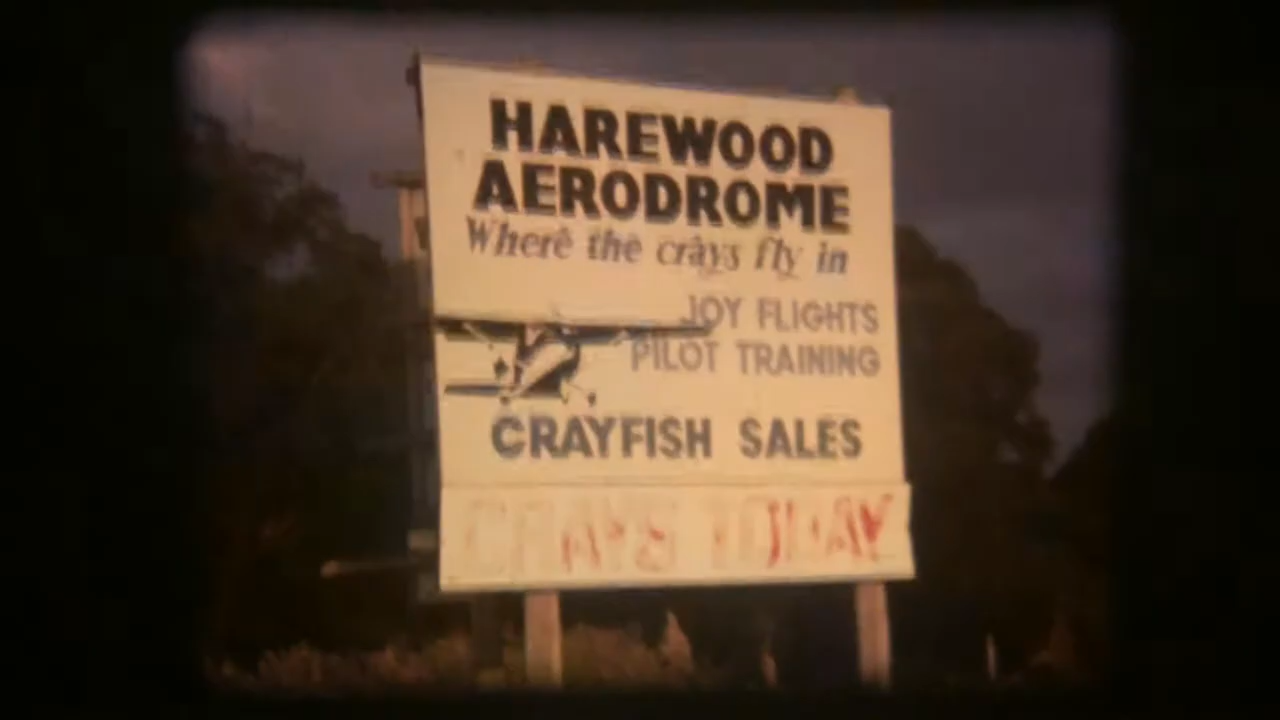 HAREWOOD
AERODROME
Where the crays fly in
JOY FLIGHTS
PILOT TRAINING
CRAYFISH SALES
CRAYS TODAY